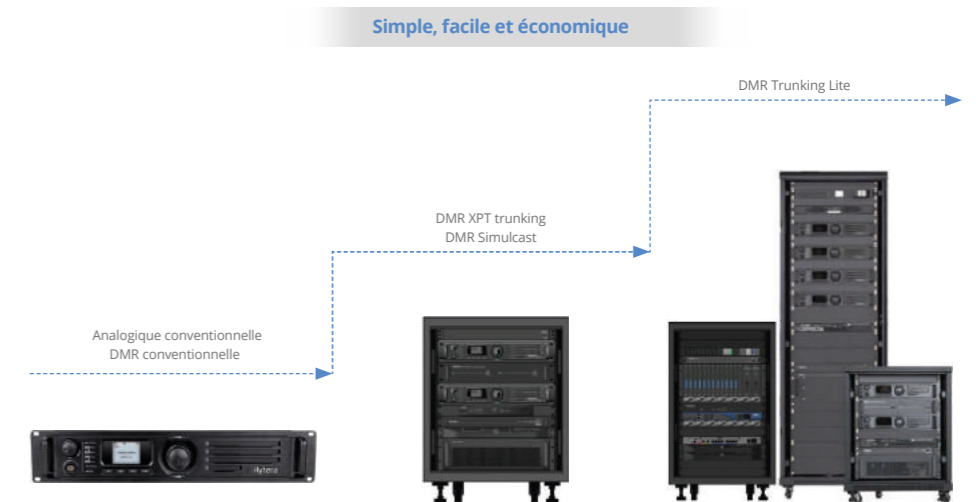 Simple, facile et économique
DMR Trunking Lite
DMR XPT trunking
DMR Simulcast
Analogique conventionnelle
DMR conventionnelle
Hytera